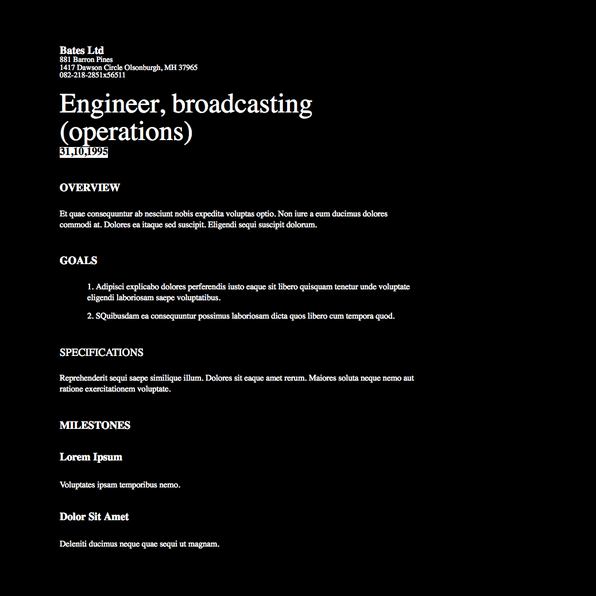 Bates Ltd
881 Barron Pines
1417 Dawson Circle Olsonburgh, MH 37965
082-218-2851x56511
Engineer, broadcasting
(operations)
31,10,1995
OVERVIEW
Et quae consequuntur ab nesciunt nobis expedita voluptas optio. Non iure a eum ducimus dolores
commodi at. Dolores ea itaque sed suscipit. Eligendi sequi suscipit dolorum.
GOALS
1. Adipisci explicabo dolores perferendis iusto eaque sit libero quisquam tenetur unde voluptate
eligendi laboriosam saepe voluptatibus.
2. SQuibusdam ea consequuntur possimus laboriosam dicta quos libero cum tempora quod.
SPECIFICATIONS
Reprehenderit sequi saepe similique illum. Dolores sit eaque amet rerum. Maiores soluta neque nemo aut
ratione exercitationem voluptate.
MILESTONES
Lorem Ipsum
Voluptates ipsam temporibus nemo.
Dolor Sit Amet
Deleniti ducimus neque quae sequi ut magnam.